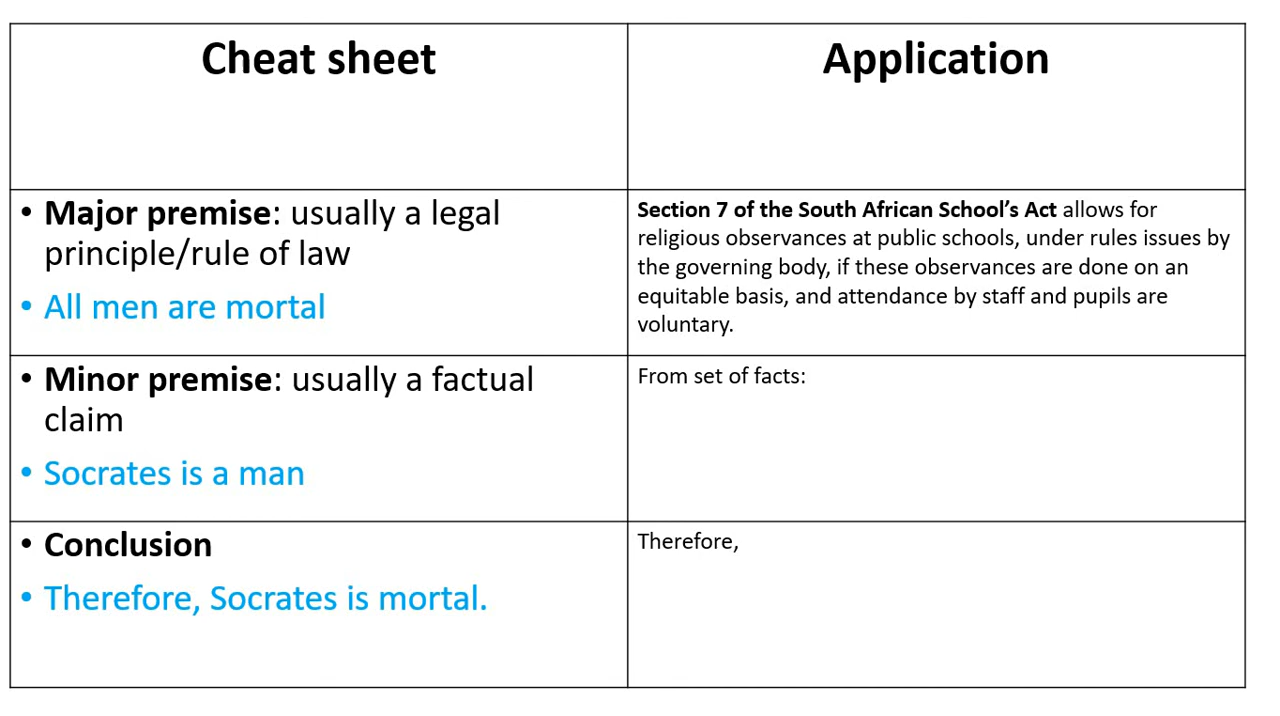 Cheat sheet
Application
• Major premise: usually a legal
principle/rule of law
• All men are mortal
Section 7 of the South African School’s Act allows for
religious observances at public schools, under rules issues by
the governing body, if these observances are done on an
equitable basis, and attendance by staff and pupils are
voluntary.
• Minor premise: usually a factual
claim
• Socrates is a man
From set of facts:
• Conclusion
• Therefore, Socrates is mortal.
Therefore,